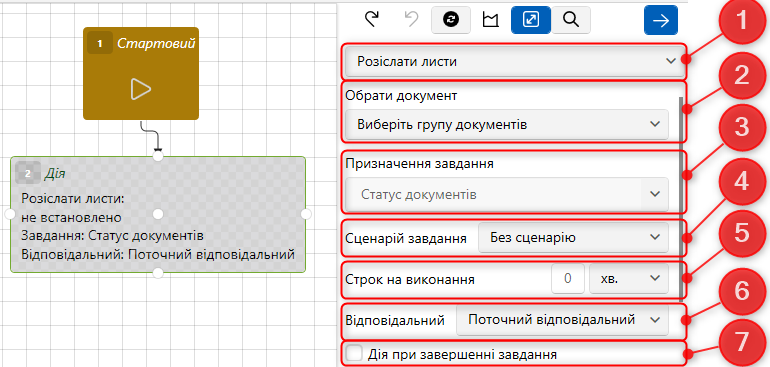 1 Стартовий
2 Дія
Розіслати листи:
не встановлено
Завдання: Статус документів
Відповідальний: Поточний відповідальний
Розіслати листи
1
Обрати документ
2
Виберіть групу документів
3
Призначення завдання
Статус документів
4
Сценарій завдання Без сценарію
5
Строк на виконання 0 хв.
6
Відповідальний Поточний відповідальний
7
Дія при завершенні завдання